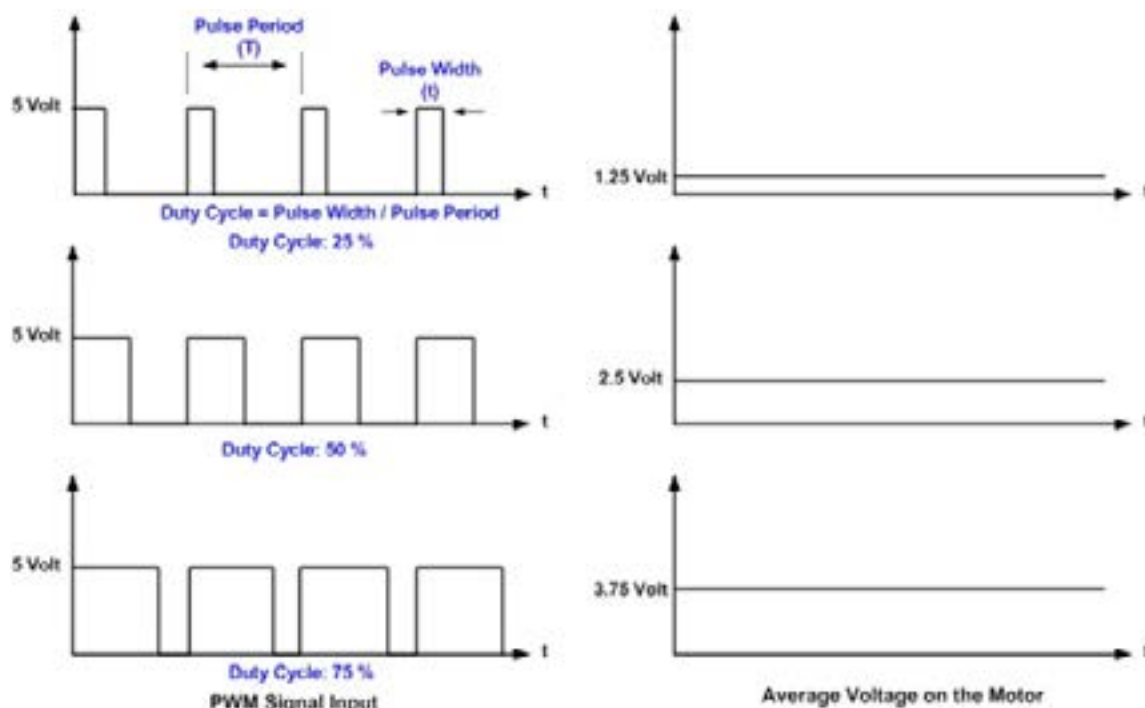 Pulse Period
(T)
Pulse Width
(t)
5 Volt
t
Duty Cycle = Pulse Width / Pulse Period
Duty Cycle: 25 %
1.25 Volt
t
5 Volt
t
Duty Cycle: 50 %
2.5 Volt
t
5 Volt
t
Duty Cycle: 75 %
PWM Signal Input
3.75 Volt
t
Average Voltage on the Motor